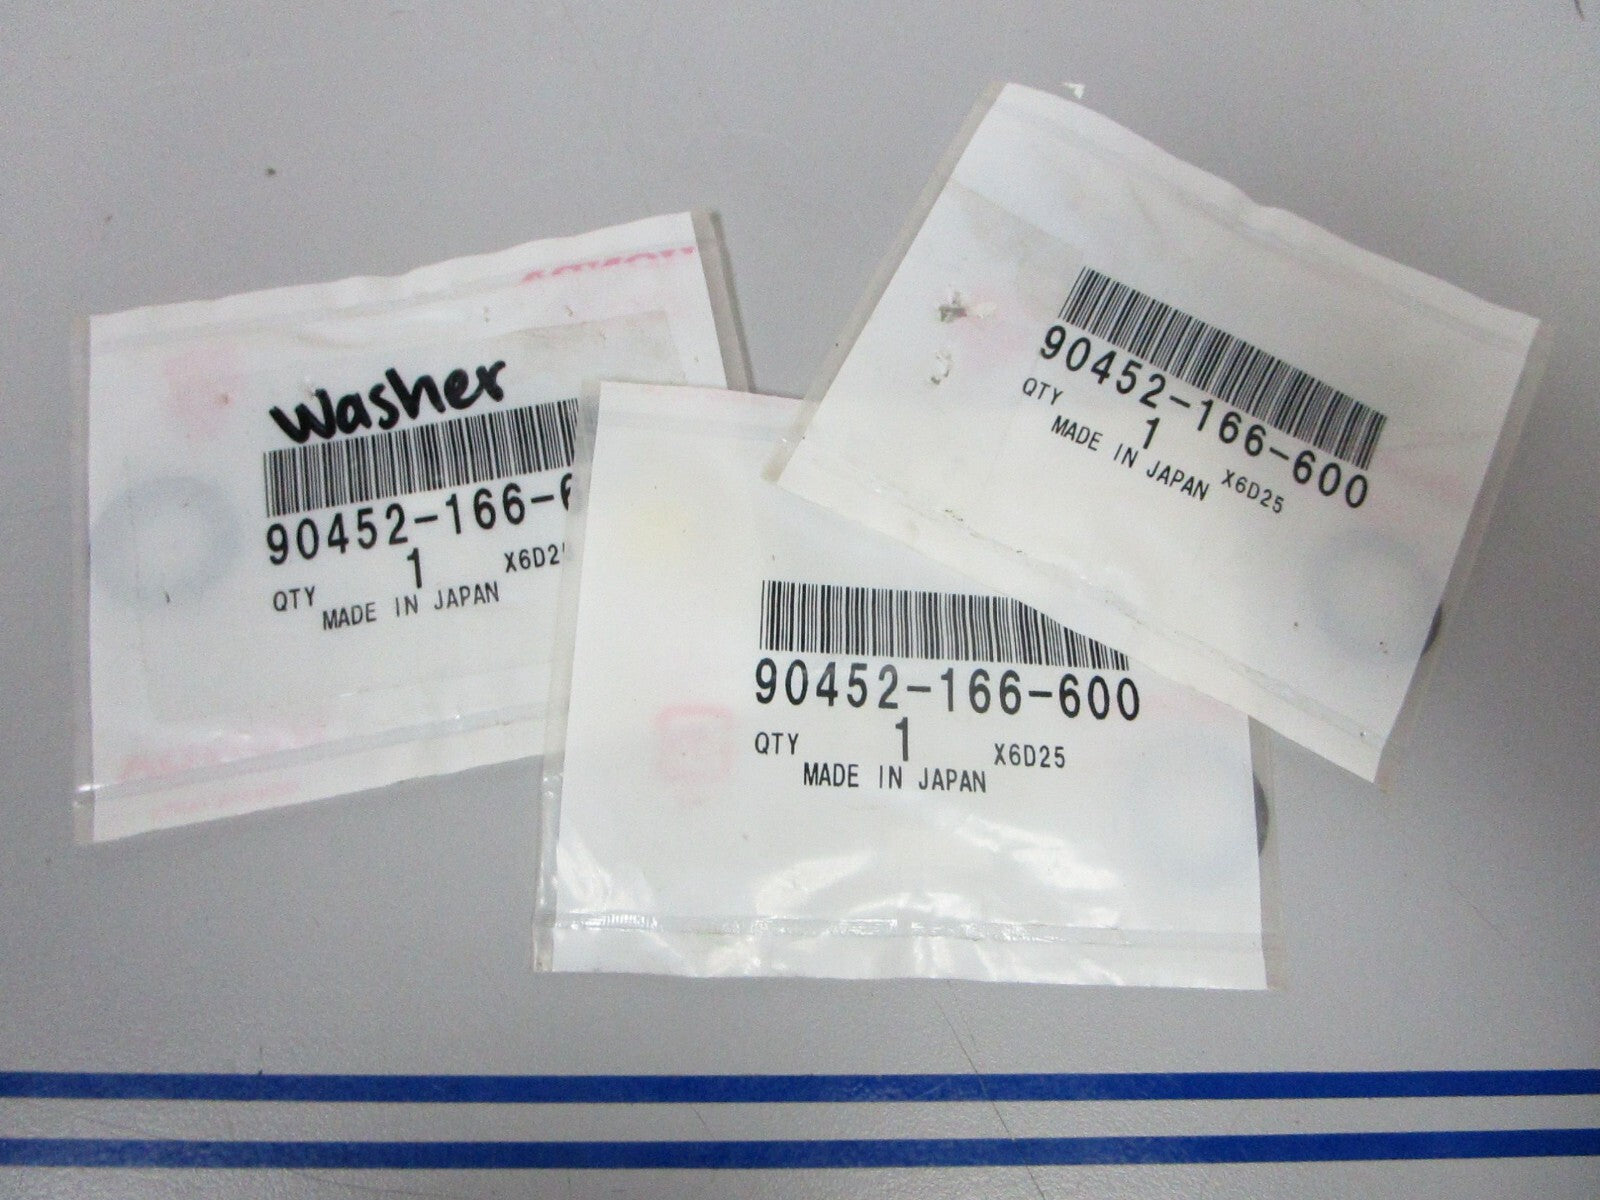 Washer
90452-166-6
QTY 1 X6D2
MADE IN JAPAN
90452-166-600
QTY 1 X6D25
MADE IN JAPAN
90452-166-600
QTY 1 X6D25
MADE IN JAPAN